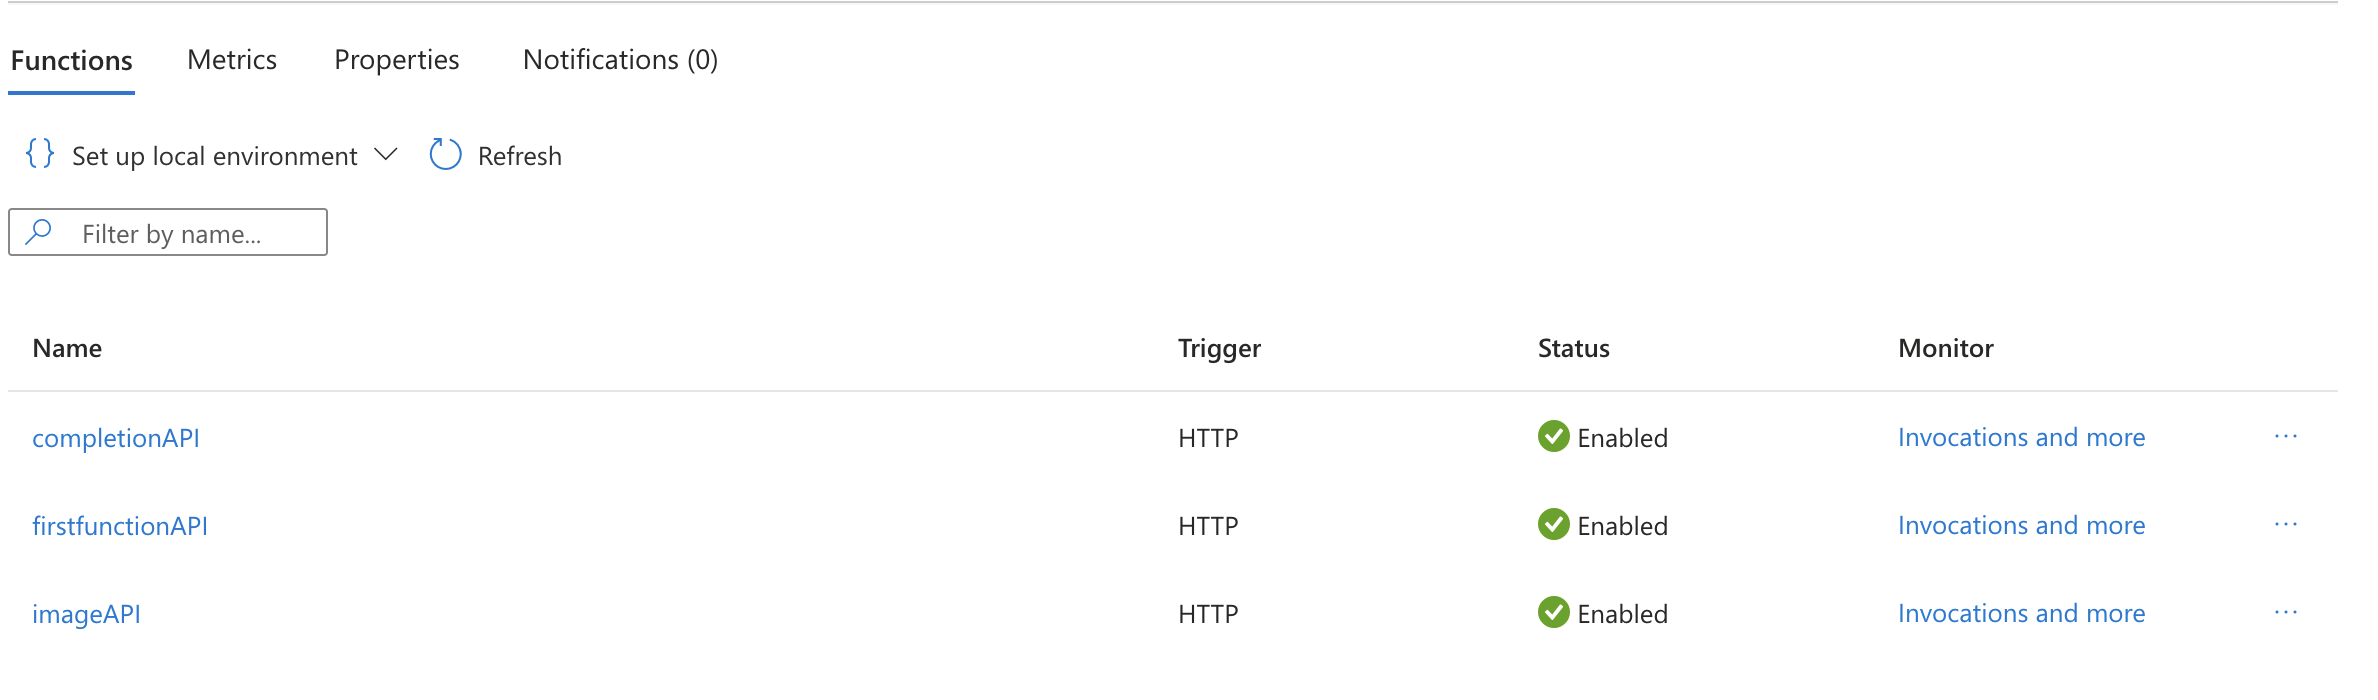 Functions Metrics Properties Notifications (0)
{} Set up local environment Refresh
Filter by name...
Name Trigger Status Monitor
completionAPI HTTP Enabled Invocations and more ...
firstfunctionAPI HTTP Enabled Invocations and more ...
imageAPI HTTP Enabled Invocations and more ...